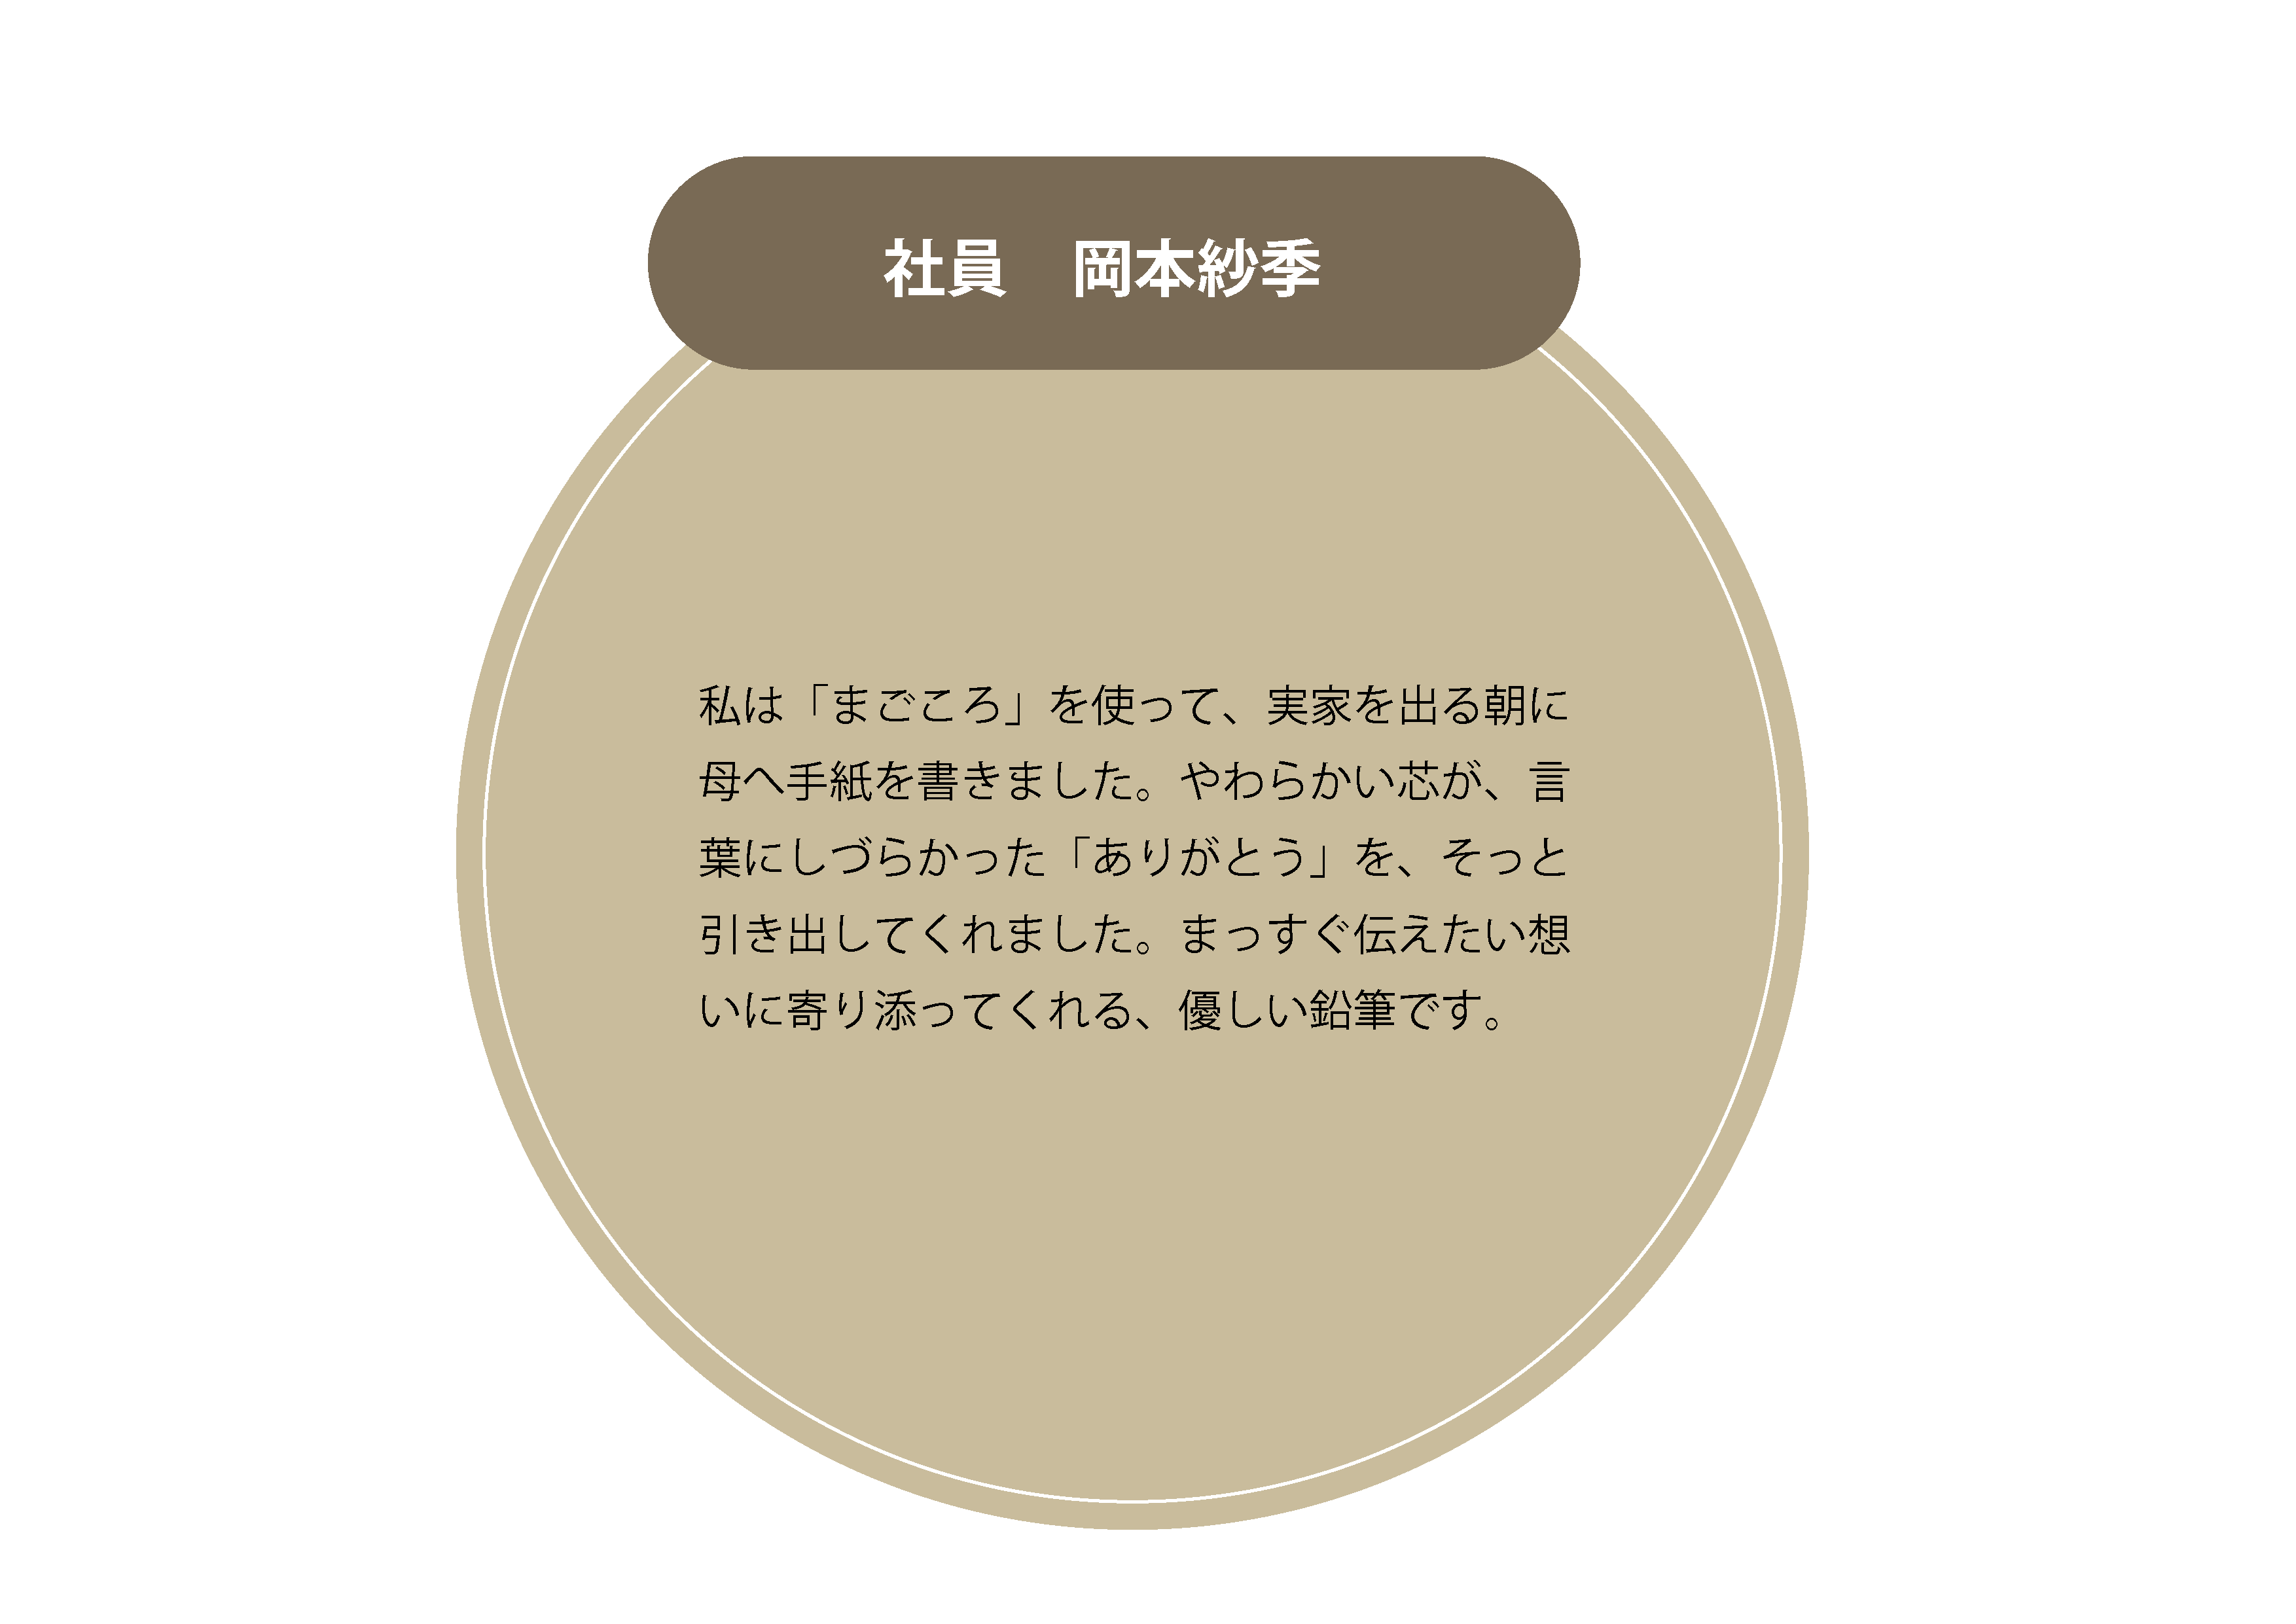 社員　岡本紗季
私は「まごころ」を使って、実家を出る朝に
母へ手紙を書きました。やわらかい芯が、言
葉にしづらかった「ありがとう」を、そっと
引き出してくれました。まっすぐ伝えたい想
いに寄り添ってくれる、優しい鉛筆です。